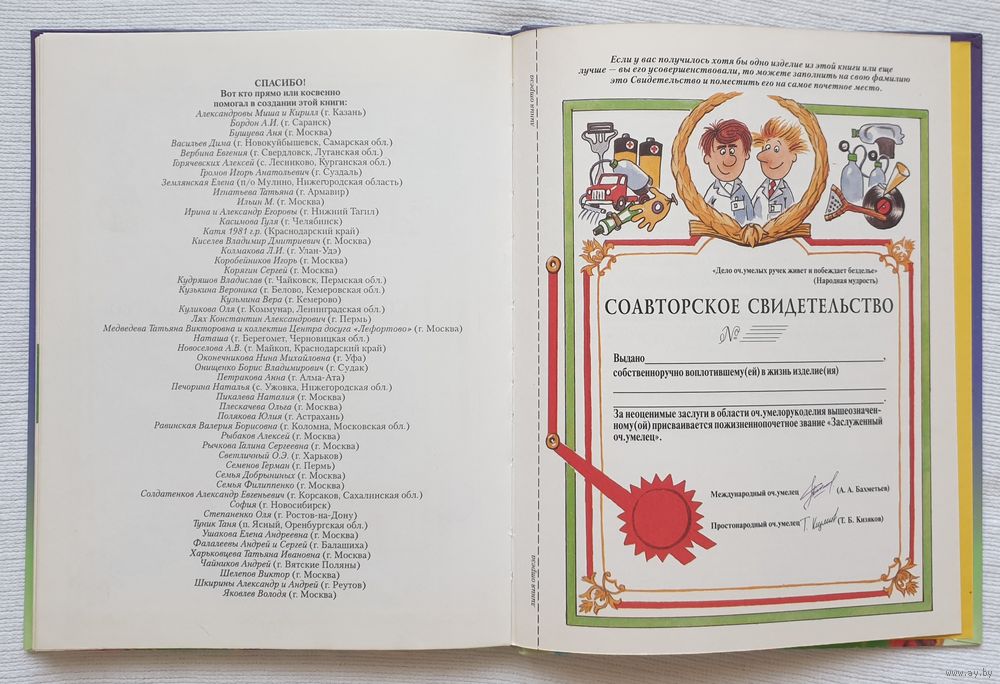 СПАСИБО!
Вот кто прямо или косвенно
помогал в создании этой книги:
Александровы Миша и Кирилл (г. Казань)
Бордон А.И. (г. Саранск)
Бущуева Аня (г. Москва)
Васильев Дима (г. Новокуйбышевск, Самарская обл.)
Вербина Евгения (г. Свердловск, Луганская обл.)
Горячевских Алексей (с. Лесниково, Курганская обл.)
Громов Игорь Анатольевич (г. Суздаль)
Землянская Елена (п/о Мулино, Нижегородская область)
Игнатьева Татьяна (г. Армавир)
Ильин М. (г. Москва)
Ирина и Александр Егоровы (г. Нижний Тагил)
Касимова Гуля (г. Челябинск)
Катя 1981 г.р. (Краснодарский край)
Киселев Владимир Дмитриевич (г. Москва)
Колмакова Л.И. (г. Улан-Удэ)
Коробейников Игорь (г. Москва)
Корягин Сергей (г. Москва)
Кудряшов Владислав (г. Чайковск, Пермская обл.)
Кузькина Вероника (г. Белово, Кемеровская обл.)
Кузьмина Вера (г. Кемерово)
Куликова Оля (г. Коммунар, Ленинградская обл.)
Лях Константин Александрович (г. Пермь)
Медведева Татьяна Викторовна и коллектив Центра досуга «Лефортово» (г. Москва)
Наташа (г. Берегомет, Черновицкая обл.)
Новоселова А.В. (г. Майкоп, Краснодарский край)
Оконечникова Нина Михайловна (г. Уфа)
Онищенко Борис Владимирович (г. Судак)
Петракова Анна (г. Алма-Ата)
Печорина Наталья (с. Ужовка, Нижегородская обл.)
Пикалева Наталия (г. Москва)
Плескачева Ольга (г. Москва)
Полякова Юлия (г. Астрахань)
Равинская Валерия Борисовна (г. Коломна, Московская обл.)
Рыбаков Алексей (г. Москва)
Рычкова Галина Сергеевна (г. Москва)
Светличный О.Э. (г. Харьков)
Семенов Герман (г. Пермь)
Семья Добрыниных (г. Москва)
Семья Филиппенко (г. Москва)
Солдатенков Александр Евгеньевич (г. Корсаков, Сахалинская обл.)
София (г. Новосибирск)
Степаненко Оля (г. Ростов-на-Дону)
Туник Таня (п. Ясный, Оренбургская обл.)
Ушакова Елена Андреевна (г. Москва)
Фалалеевы Андрей и Сергей (г. Балашиха)
Харьковцева Татьяна Ивановна (г. Москва)
Чайников Андрей (г. Вятские Поляны)
Шелепов Виктор (г. Москва)
Шкирины Александр и Андрей (г. Реутов)
Яковлев Володя (г. Москва)
линия отреза
линия отреза
Если у вас получилось хотя бы одно изделие из этой книги или еще
лучше — вы его усовершенствовали, то можете заполнить на свою фамилию
это Свидетельство и поместить его на самое почетное место.
«Дело оч.умелых ручек живет и побеждает безделье»
(Народная мудрость)
СОАВТОРСКОЕ СВИДЕТЕЛЬСТВО
№
Выдано,
собственноручно воплотившему(ей) в жизнь изделие(ия)
.
За неоценимые заслуги в области оч.умелорукоделия вышеозначен-
ному(ой) присваивается пожизненнопочетное звание «Заслуженный
оч.умелец».
Международный оч.умелец (А. А. Бахметьев)
Простонародный оч.умелец Т. Кизяков (Т. Б. Кизяков)
www.ay.by